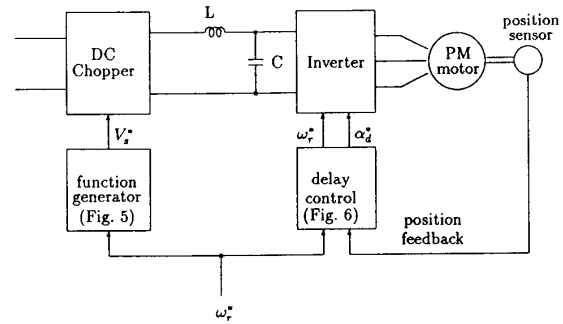 L
position
sensor
DC
Chopper
C
Inverter
PM
motor
V_s^*
ω_r^*
α_d^*
function
generator
(Fig. 5)
delay
control
(Fig. 6)
position
feedback
ω_r^*